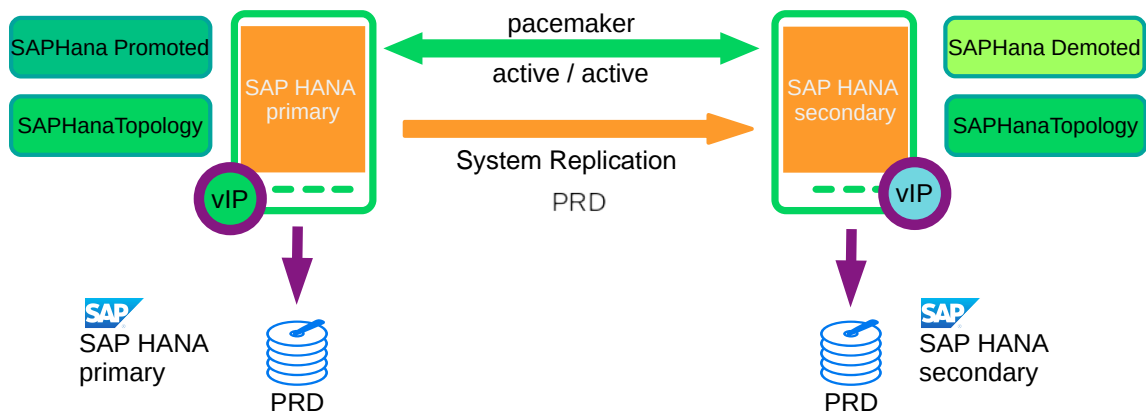 SAPHana Promoted
SAPHanaTopology
SAP HANA
primary
vIP
pacemaker
active / active
System Replication
PRD
SAP HANA
secondary
vIP
SAPHana Demoted
SAPHanaTopology
SAP
SAP HANA
primary
PRD
PRD
SAP
SAP HANA
secondary